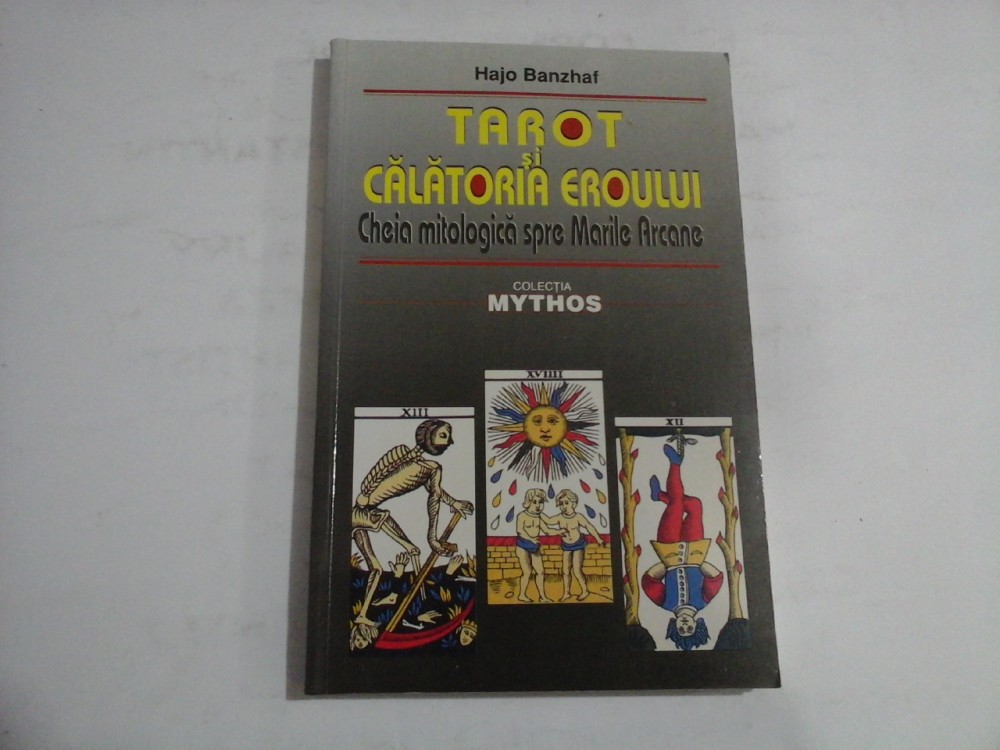 Hajo Banzhaf
TAROT
și
CĂLĂTORIA EROULUI
Cheia mitologică spre Marile Arcane
COLECȚIA
MYTHOS
XVIIII
XIII
XII